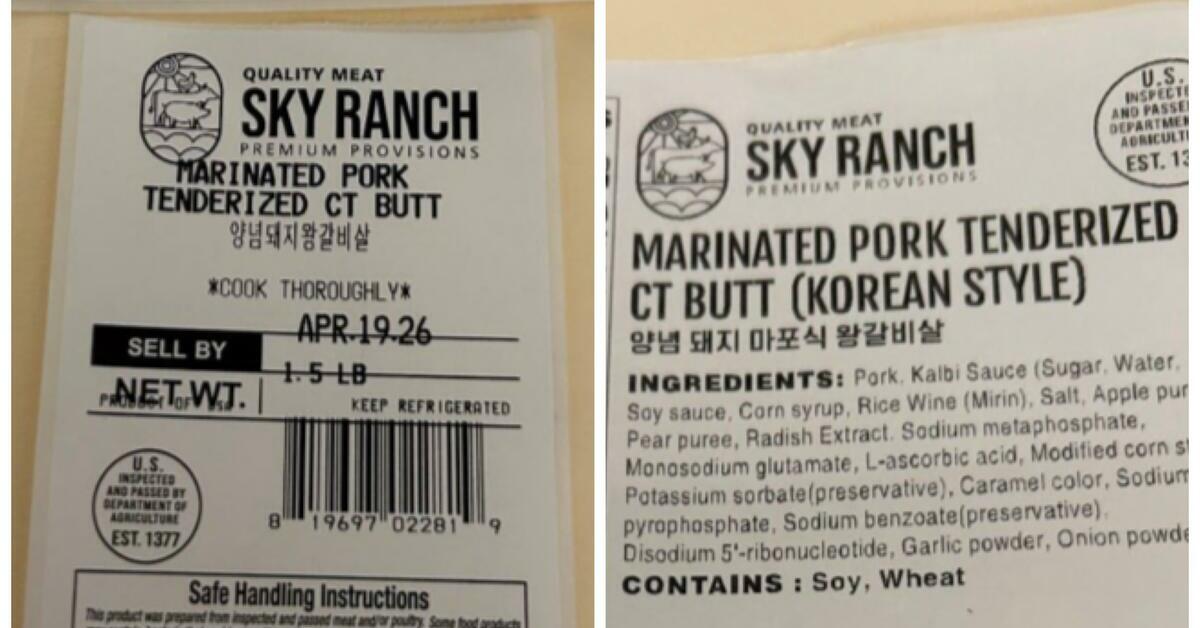 QUALITY MEAT
SKY RANCH
PREMIUM PROVISIONS
MARINATED PORK
TENDERIZED CT BUTT
양념돼지왕갈비살
*COOK THOROUGHLY*
SELL BY APR.19.26
NET WT. 1.5 LB
PRODUCT OF USA. KEEP REFRIGERATED
U.S.
INSPECTED
AND PASSED BY
DEPARTMENT OF
AGRICULTURE
EST. 1377
8 19697 02281 9
Safe Handling Instructions
This product was prepared from inspected and passed meat and/or poultry. Some food products
QUALITY MEAT
SKY RANCH
PREMIUM PROVISIONS
U.S.
INSPECTE
AND PASSE
DEPARTMEN
AGRICULTU
EST. 13
MARINATED PORK TENDERIZED
CT BUTT (KOREAN STYLE)
양념 돼지 마포식 왕갈비살
INGREDIENTS: Pork, Kalbi Sauce (Sugar, Water,
Soy sauce, Corn syrup, Rice Wine (Mirin), Salt, Apple pur
Pear puree, Radish Extract, Sodium metaphosphate,
Monosodium glutamate, L-ascorbic acid, Modified corn st
Potassium sorbate(preservative), Caramel color, Sodium
pyrophosphate, Sodium benzoate(preservative),
Disodium 5'-ribonucleotide, Garlic powder, Onion powde
CONTAINS : Soy, Wheat